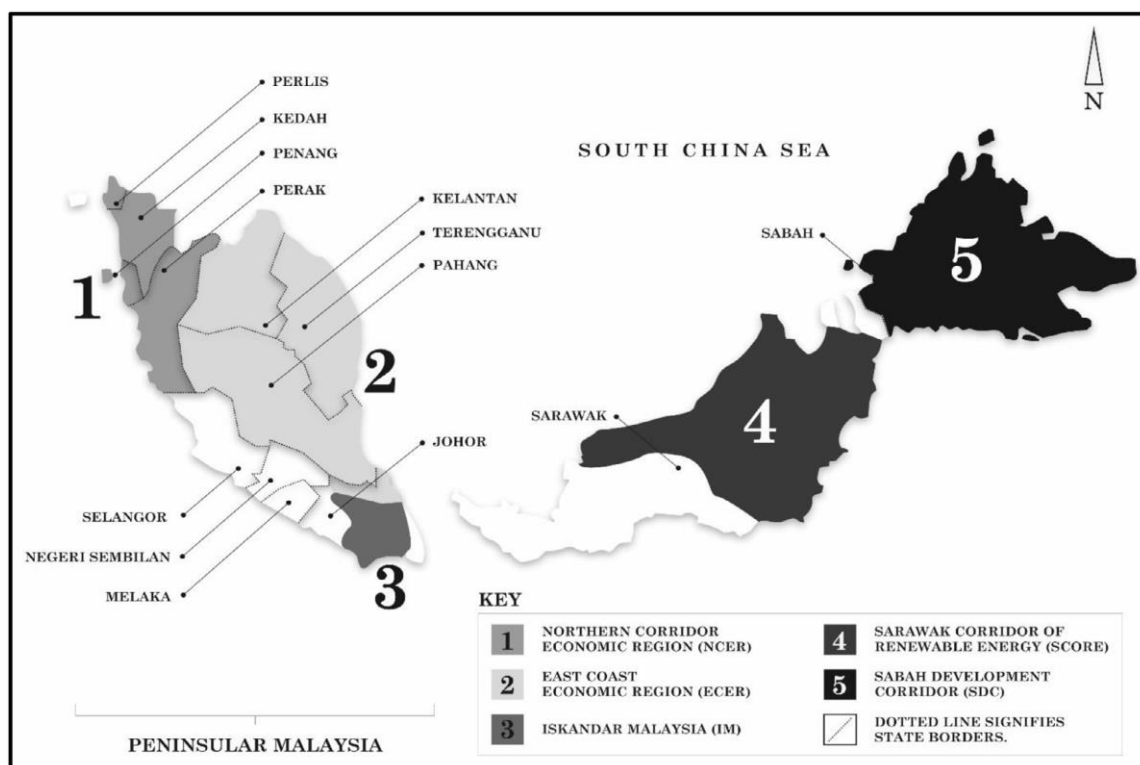 PERLIS
KEDAH
PENANG
PERAK
KELANTAN
TERENGGANU
PAHANG
JOHOR
SELANGOR
NEGERI SEMBILAN
MELAKA
1
2
3
PENINSULAR MALAYSIA
SOUTH CHINA SEA
N
SABAH
5
SARAWAK
4
KEY
1
NORTHERN CORRIDOR
ECONOMIC REGION (NCER)
2
EAST COAST
ECONOMIC REGION (ECER)
3
ISKANDAR MALAYSIA (IM)
4
SARAWAK CORRIDOR OF
RENEWABLE ENERGY (SCORE)
5
SABAH DEVELOPMENT
CORRIDOR (SDC)
DOTTED LINE SIGNIFIES
STATE BORDERS.